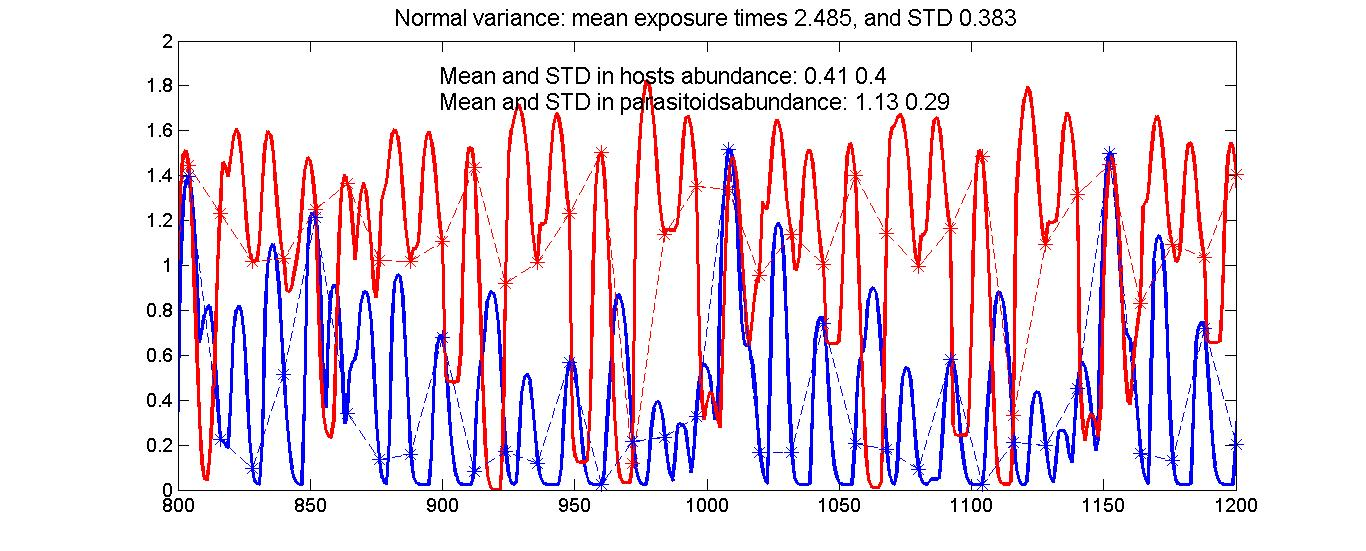 Normal variance: mean exposure times 2.485, and STD 0.383
2
Mean and STD in hosts abundance: 0.41 0.4
1.8
Mean and STD in parasitoidsabundance: 1.13 0.29
1.6
1.4
1.2
1
0.8
0.6
0.4
0.2
0
800 850 900 950 1000 1050 1100 1150 1200